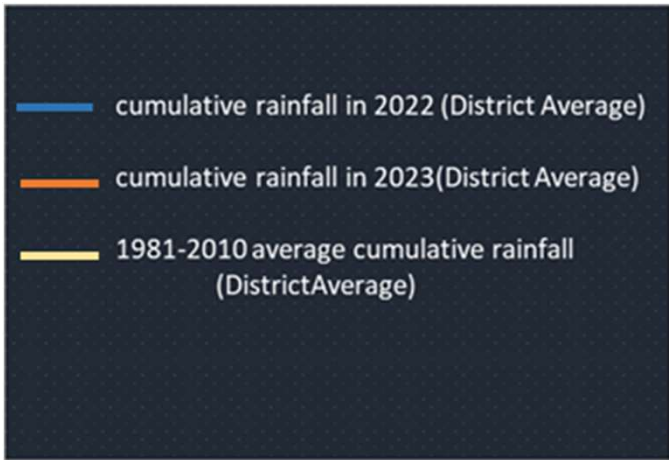 cumulative rainfall in 2022 (District Average)
cumulative rainfall in 2023(District Average)
1981-2010 average cumulative rainfall
(DistrictAverage)